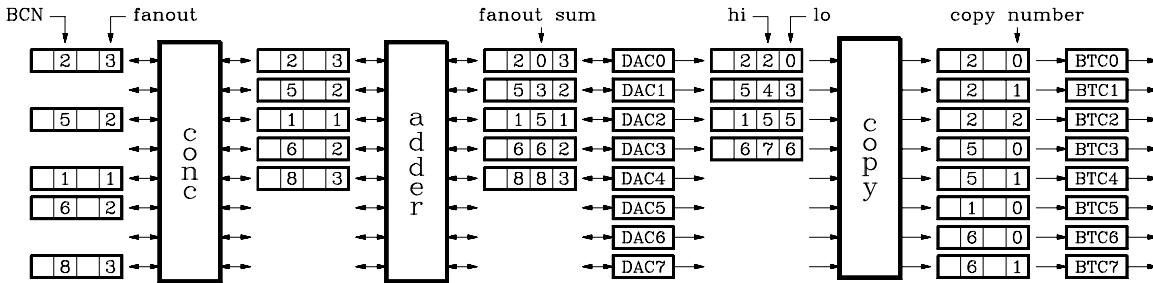 BCN fanout fanout sum hi lo copy number
2 3 2 3 2 0 3 DAC0 2 2 0 2 0 BTC0
5 2 5 3 2 DAC1 5 4 3 2 1 BTC1
5 2 1 1 1 5 1 DAC2 1 5 5 2 2 BTC2
6 2 6 6 2 DAC3 6 7 6 5 0 BTC3
1 1 8 3 8 8 3 DAC4 5 1 BTC4
6 2 DAC5 1 0 BTC5
DAC6 6 0 BTC6
8 3 DAC7 6 1 BTC7
conc
adder
copy